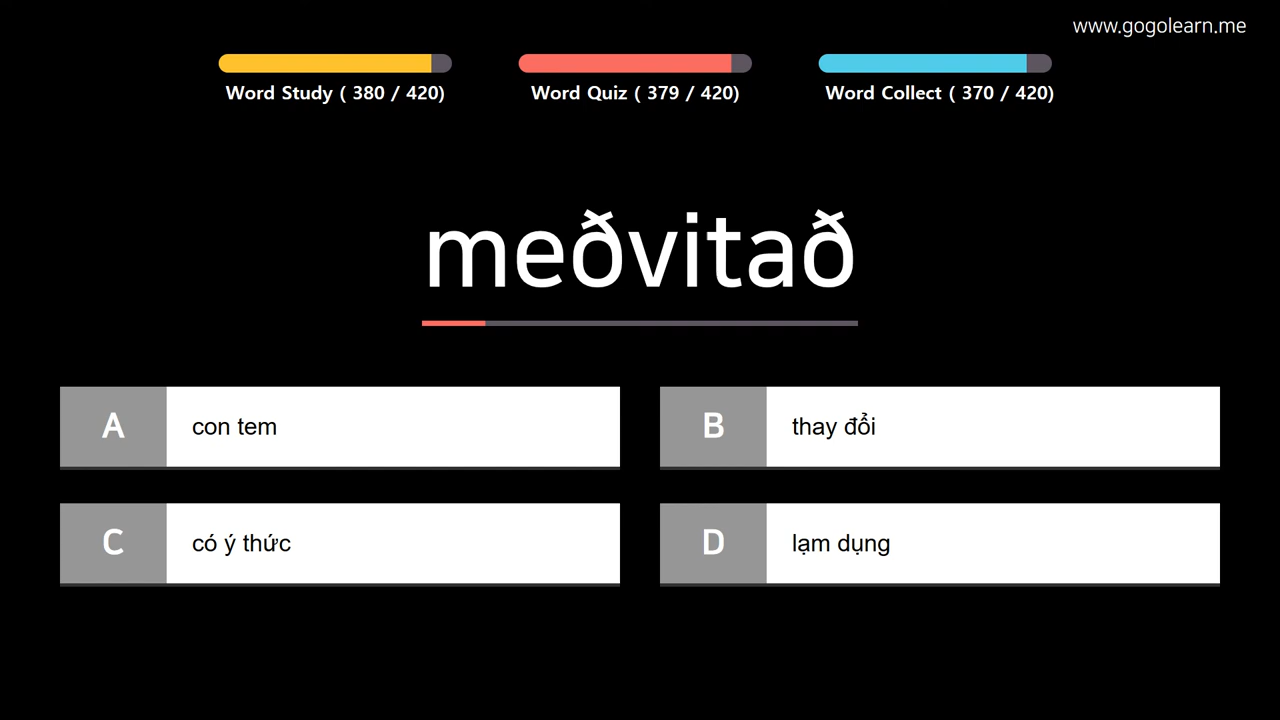 www.gogolearn.me
Word Study ( 380 / 420)
Word Quiz ( 379 / 420)
Word Collect ( 370 / 420)
meðvitað
A
con tem
B
thay đổi
C
có ý thức
D
lạm dụng